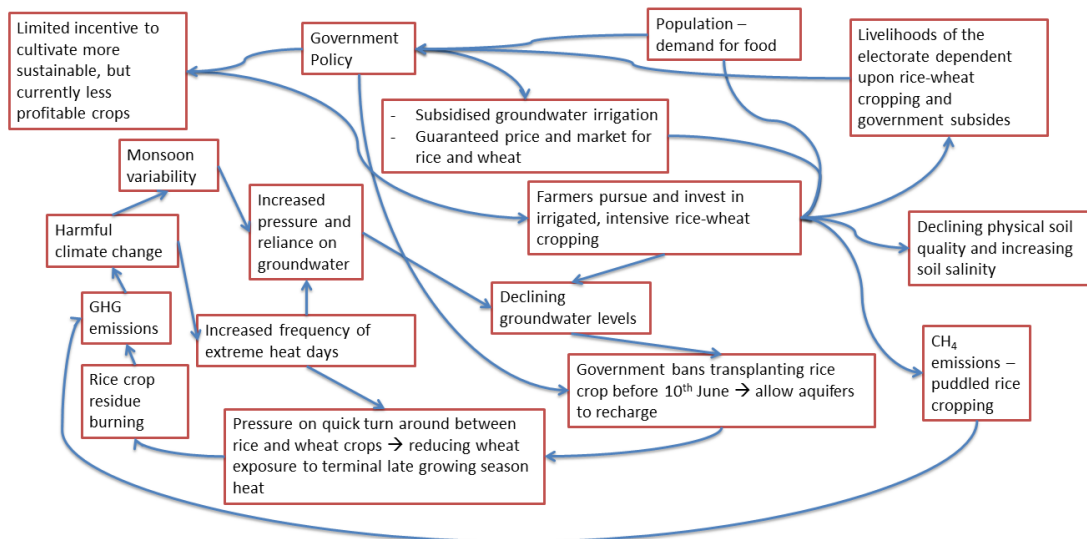 Limited incentive to
cultivate more
sustainable, but
currently less
profitable crops
Government
Policy
Population –
demand for food
Livelihoods of the
electorate dependent
upon rice-wheat
cropping and
government subsides
- Subsidised groundwater irrigation
- Guaranteed price and market for
rice and wheat
Monsoon
variability
Increased
pressure and
reliance on
groundwater
Farmers pursue and invest in
irrigated, intensive rice-wheat
cropping
Harmful
climate change
Declining physical soil
quality and increasing
soil salinity
GHG
emissions
Increased frequency of
extreme heat days
Declining
groundwater levels
CH₄
emissions –
puddled rice
cropping
Rice crop
residue
burning
Government bans transplanting rice
crop before 10ᵗʰ June → allow aquifers
to recharge
Pressure on quick turn around between
rice and wheat crops → reducing wheat
exposure to terminal late growing season
heat